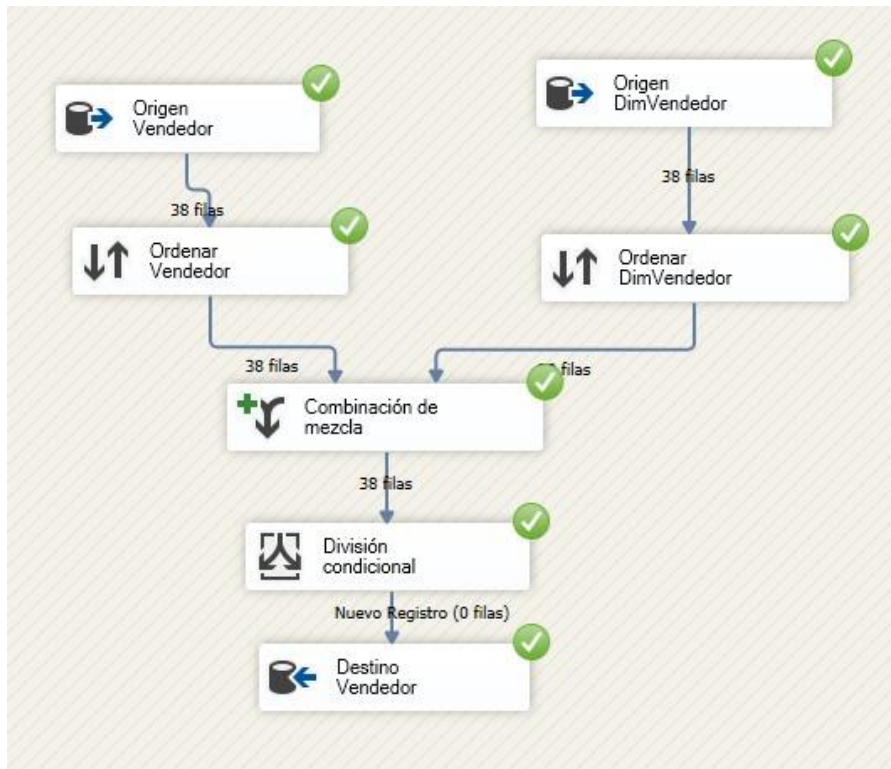 Origen
Vendedor
Origen
DimVendedor
38 filas
38 filas
Ordenar
Vendedor
Ordenar
DimVendedor
38 filas
filas
Combinación de
mezcla
38 filas
División
condicional
Nuevo Registro (0 filas)
Destino
Vendedor